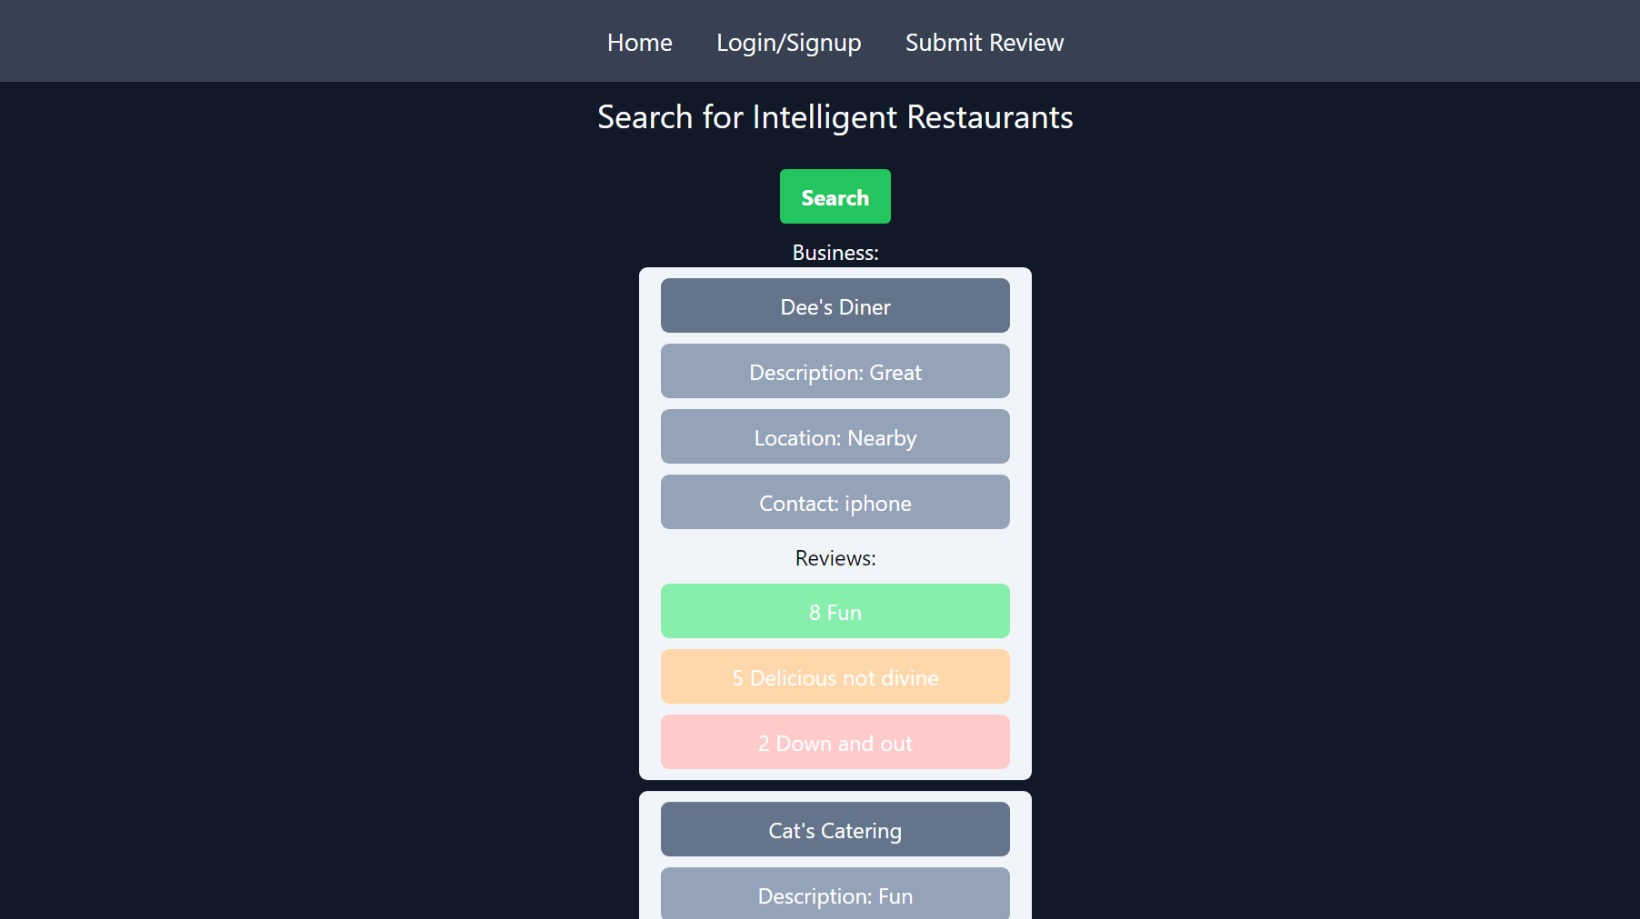 Home Login/Signup Submit Review
Search for Intelligent Restaurants
Search
Business:
Dee's Diner
Description: Great
Location: Nearby
Contact: iphone
Reviews:
8 Fun
5 Delicious not divine
2 Down and out
Cat's Catering
Description: Fun